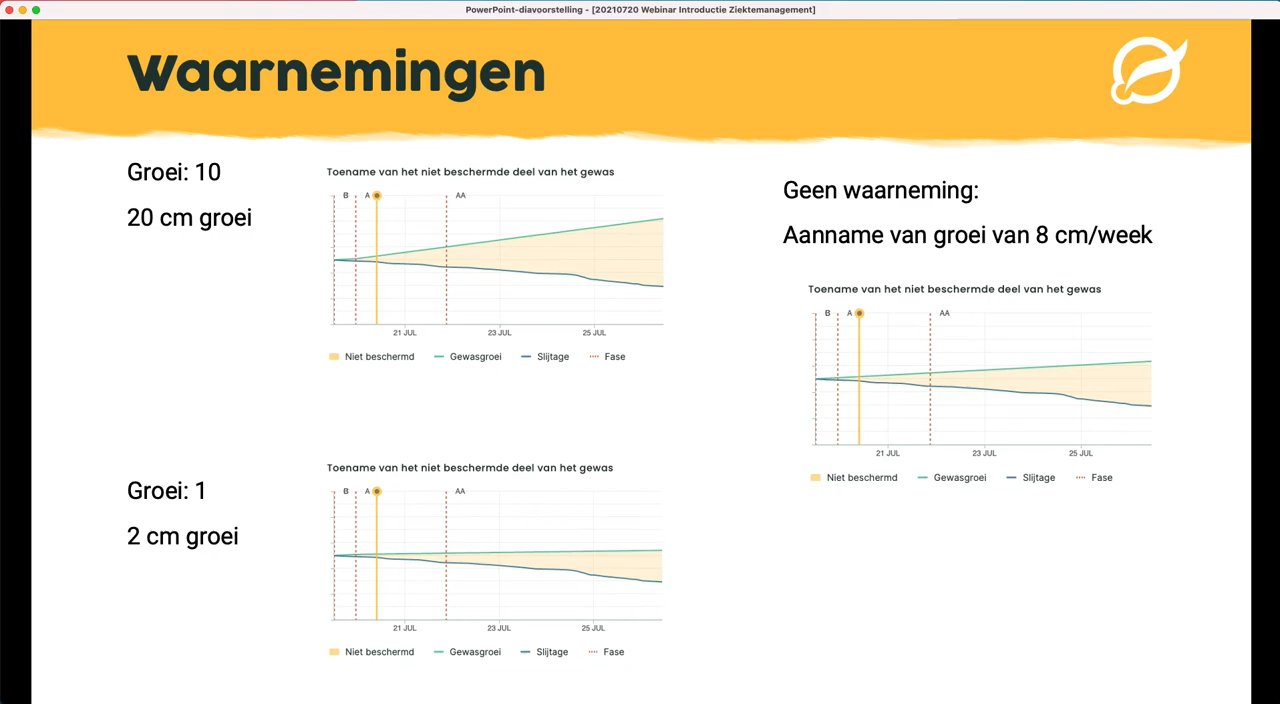 PowerPoint-diavoorstelling - [20210720 Webinar Introductie Ziektemanagement]
Waarnemingen
Groei: 10
20 cm groei
Toename van het niet beschermde deel van het gewas
B A AA
21 JUL 23 JUL 25 JUL
Niet beschermd Gewasgroei Slijtage Fase
Groei: 1
2 cm groei
Toename van het niet beschermde deel van het gewas
B A AA
21 JUL 23 JUL 25 JUL
Niet beschermd Gewasgroei Slijtage Fase
Geen waarneming:
Aanname van groei van 8 cm/week
Toename van het niet beschermde deel van het gewas
B A AA
21 JUL 23 JUL 25 JUL
Niet beschermd Gewasgroei Slijtage Fase